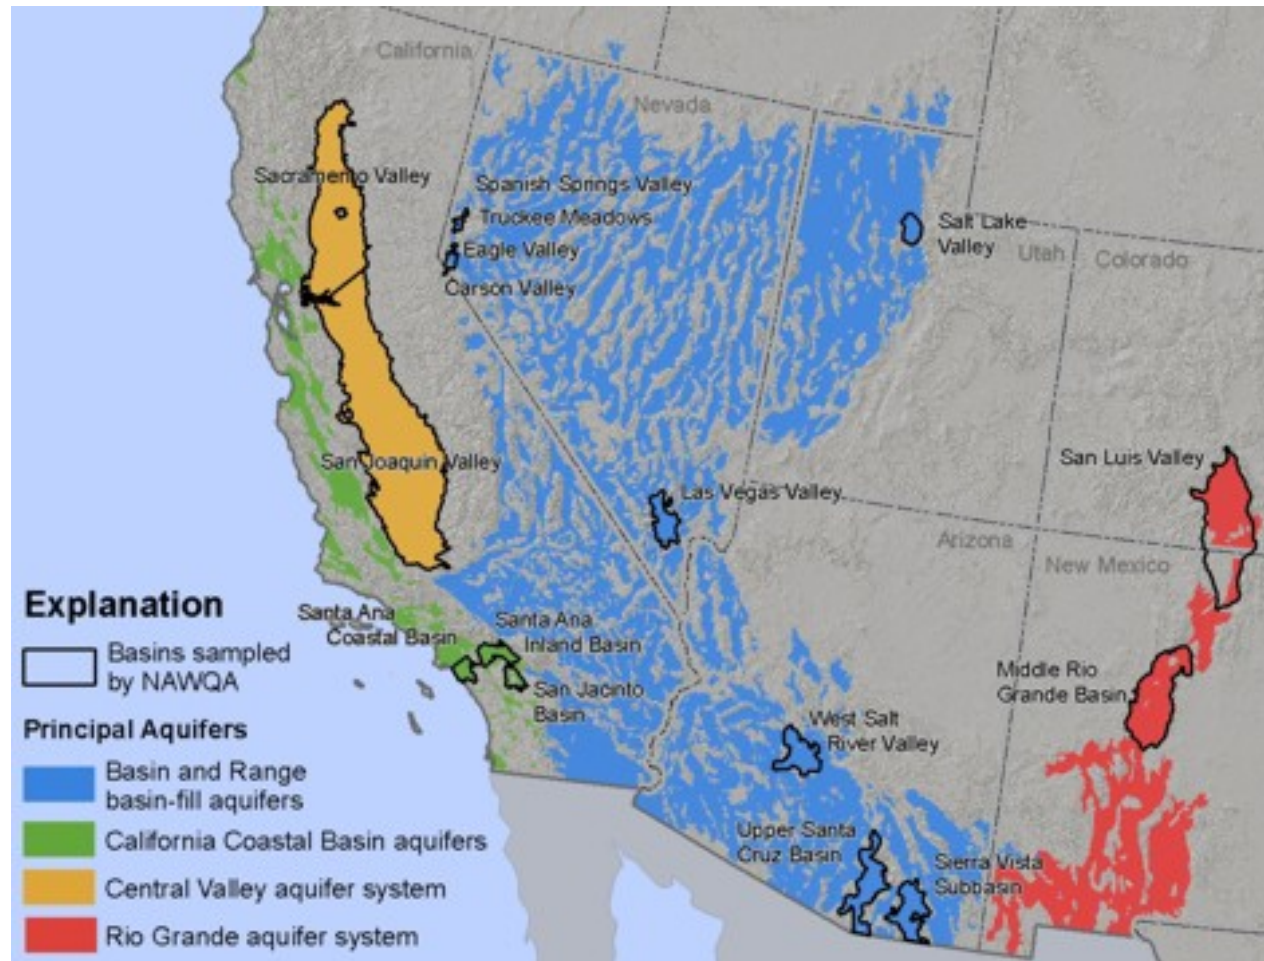 California
Nevada
Sacramento Valley
Spanish Springs Valley
Truckee Meadows
Eagle Valley
Carson Valley
Salt Lake
Valley
Utah
Colorado
San Joaquin Valley
San Luis Valley
Las Vegas Valley
Arizona
New Mexico
Explanation
Basins sampled
by NAWQA
Santa Ana
Coastal Basin
Santa Ana
Inland Basin
San Jacinto
Basin
Middle Rio
Grande Basin
West Salt
River Valley
Principal Aquifers
Basin and Range
basin-fill aquifers
California Coastal Basin aquifers
Central Valley aquifer system
Rio Grande aquifer system
Upper Santa
Cruz Basin
Sierra Vista
Subbasin